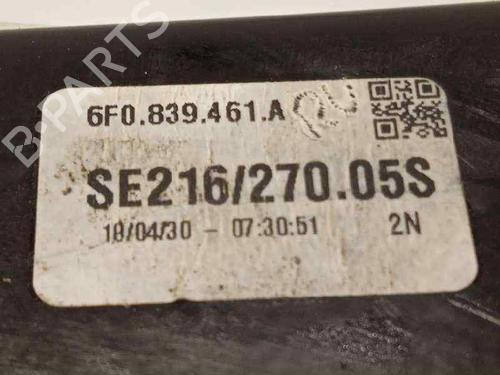 B-PARTS
6F0.839.461.A
SE216/270.05S
18/04/30 - 07:30:51 2N